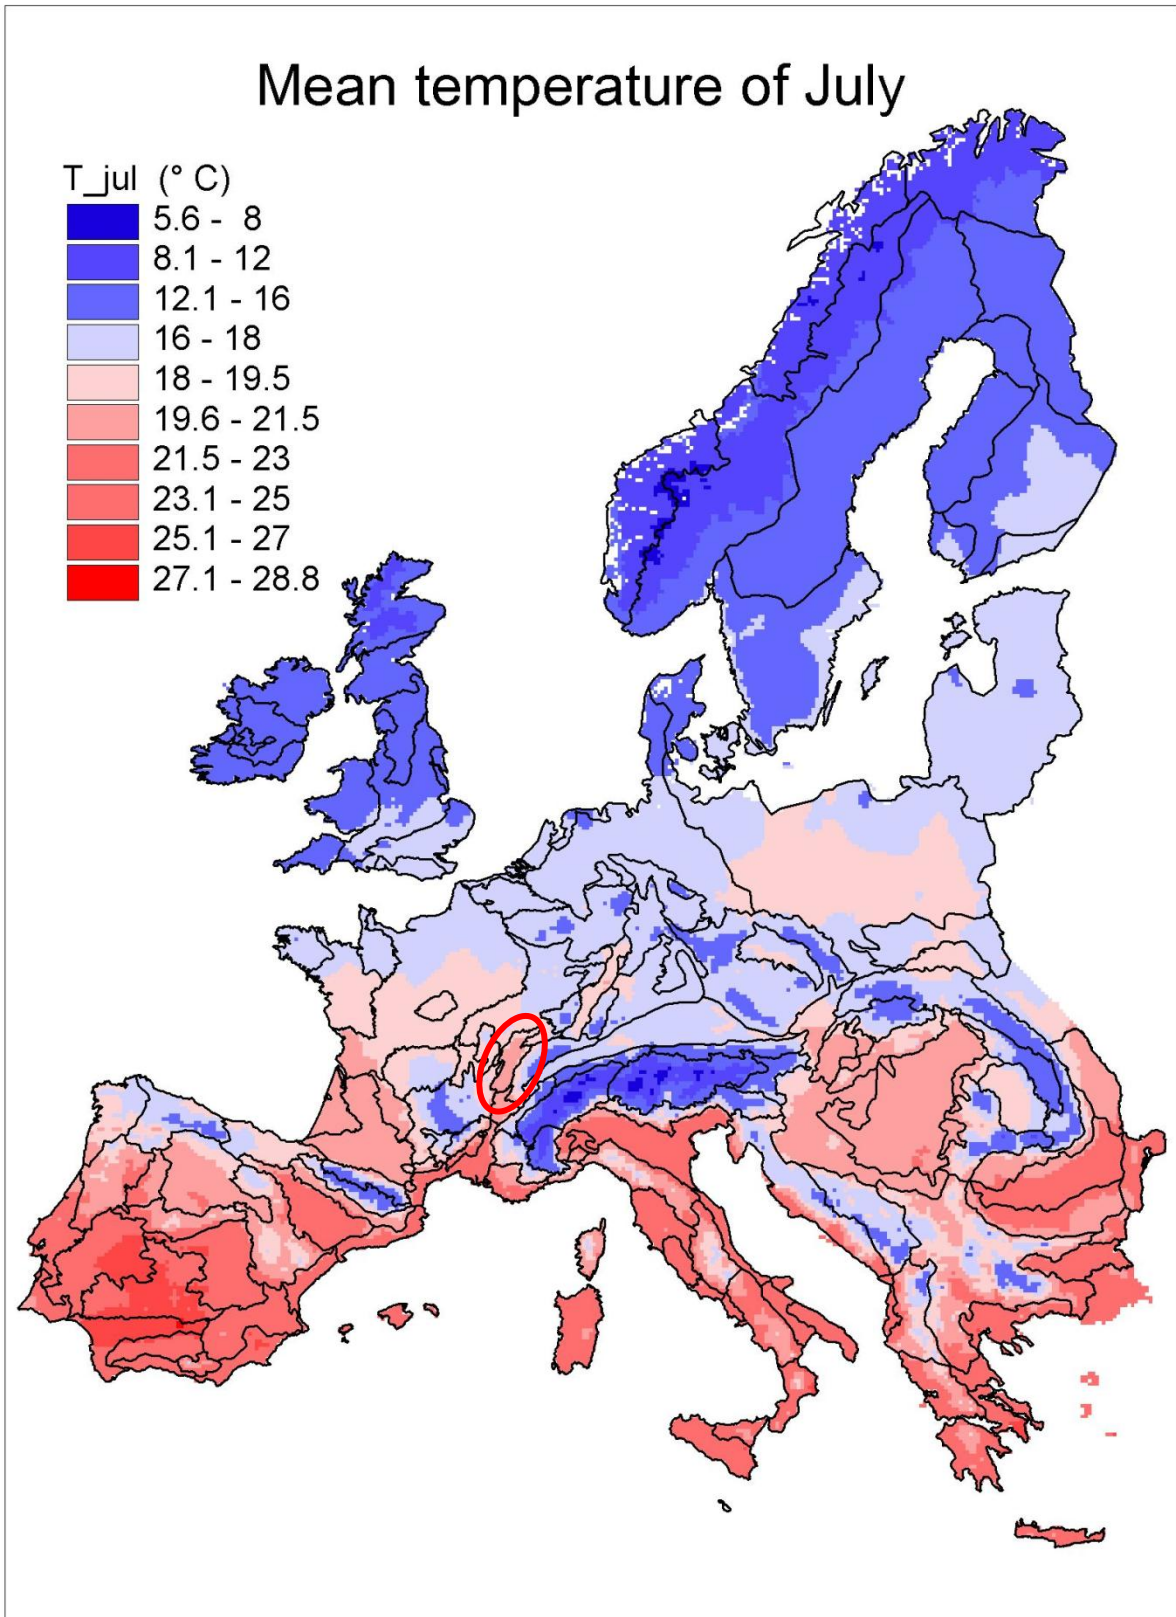 Mean temperature of July
T_jul (° C)
5.6 - 8
8.1 - 12
12.1 - 16
16 - 18
18 - 19.5
19.6 - 21.5
21.5 - 23
23.1 - 25
25.1 - 27
27.1 - 28.8